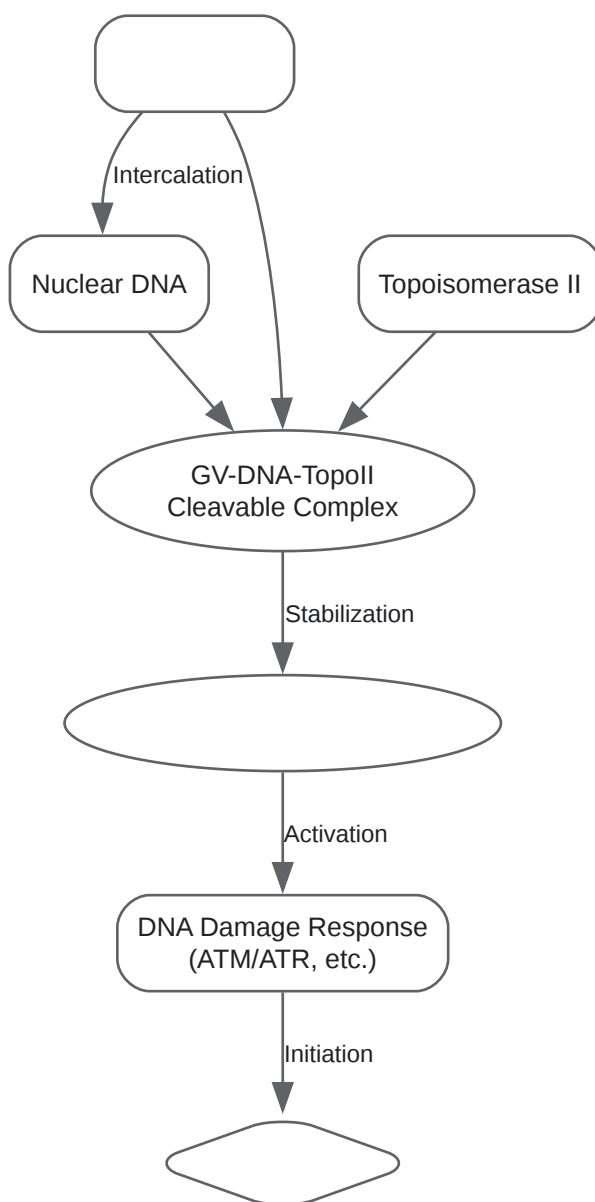 Intercalation
Nuclear DNA
Topoisomerase II
GV-DNA-TopoII
Cleavable Complex
Stabilization
Activation
DNA Damage Response
(ATM/ATR, etc.)
Initiation